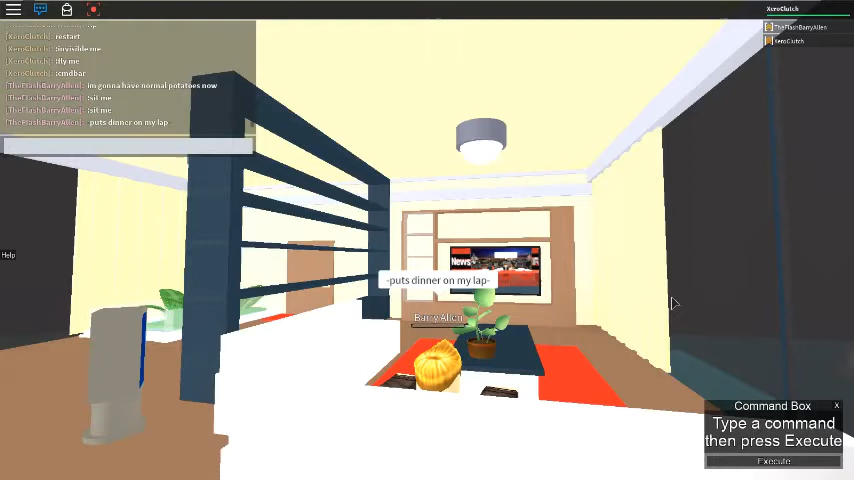 XeroClutch
TheFlashBarryAllen
XeroClutch
[XeroClutch]: restart
[XeroClutch]: :invisible me
[XeroClutch]: :fly me
[XeroClutch]: :cmdbar
[TheFlashBarryAllen]: im gonna have normal potatoes now
[TheFlashBarryAllen]: :sit me
[TheFlashBarryAllen]: :sit me
[TheFlashBarryAllen]: -puts dinner on my lap-
Help
News
-puts dinner on my lap-
Barry Allen
Command Box X
Type a command
then press Execute
Execute